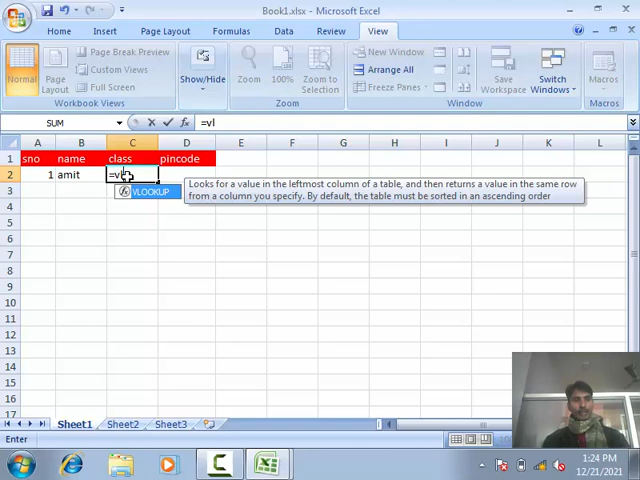 Book1.xlsx - Microsoft Excel
Home Insert Page Layout Formulas Data Review View
Normal
Page Layout
Page Break Preview
Custom Views
Full Screen
Workbook Views
Show/Hide
Zoom
100%
Zoom to Selection
Zoom
New Window
Arrange All
Freeze Panes
Save Workspace
Switch Windows
Window
Macros
Macros
SUM =vl
A B C D E F G H I J K L
1 sno name class pincode
2 1 amit =vl
3 VLOOKUP Looks for a value in the leftmost column of a table, and then returns a value in the same row
from a column you specify. By default, the table must be sorted in an ascending order
4
5
6
7
8
9
10
11
12
13
14
15
16
17
Sheet1 Sheet2 Sheet3
Enter
1:24 PM
12/21/2021